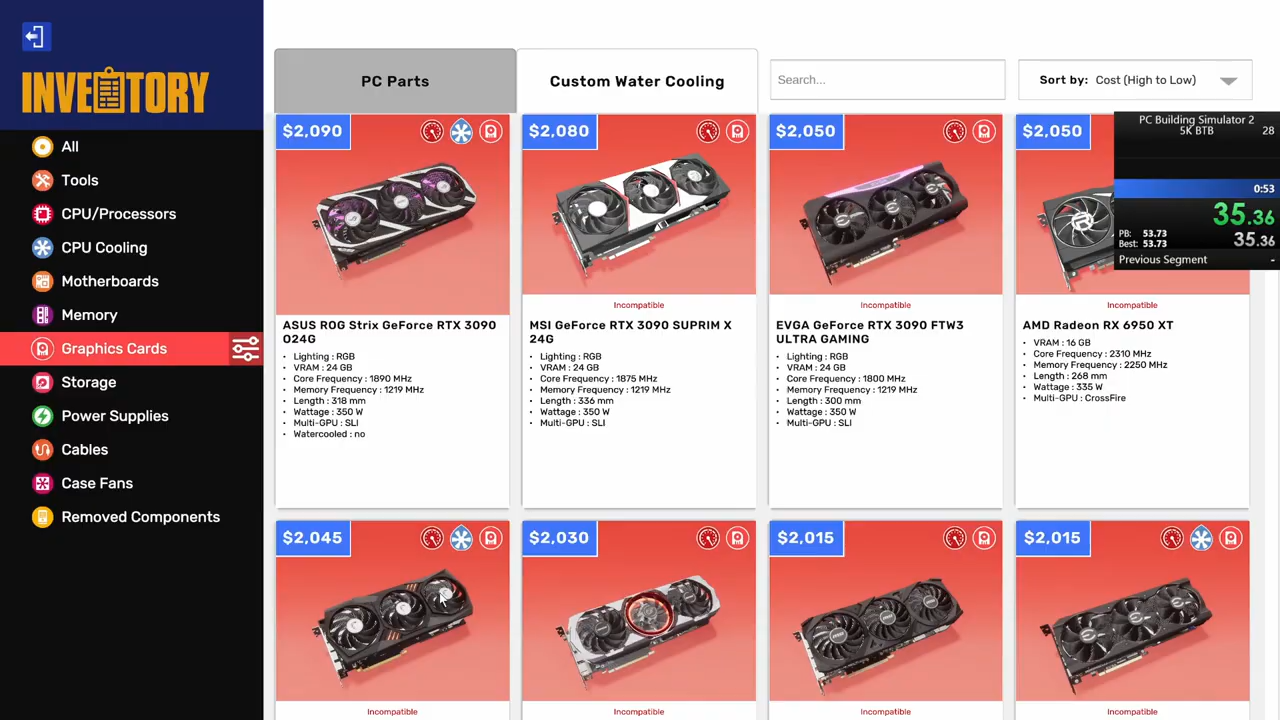 INVENTORY
All
Tools
CPU/Processors
CPU Cooling
Motherboards
Memory
Graphics Cards
Storage
Power Supplies
Cables
Case Fans
Removed Components
PC Parts
Custom Water Cooling
Search...
Sort by: Cost (High to Low)
PC Building Simulator 2
5K BTB
28
0:53
35.36
PB: 53.73
Best: 53.73
35.36
Previous Segment
-
$2,090
ASUS ROG Strix GeForce RTX 3090
O24G
• Lighting : RGB
• VRAM : 24 GB
• Core Frequency : 1890 MHz
• Memory Frequency : 1219 MHz
• Length : 318 mm
• Wattage : 350 W
• Multi-GPU : SLI
• Watercooled : no
$2,080
Incompatible
MSI GeForce RTX 3090 SUPRIM X
24G
• Lighting : RGB
• VRAM : 24 GB
• Core Frequency : 1875 MHz
• Memory Frequency : 1219 MHz
• Length : 336 mm
• Wattage : 350 W
• Multi-GPU : SLI
$2,050
Incompatible
EVGA GeForce RTX 3090 FTW3
ULTRA GAMING
• Lighting : RGB
• VRAM : 24 GB
• Core Frequency : 1800 MHz
• Memory Frequency : 1219 MHz
• Length : 300 mm
• Wattage : 350 W
• Multi-GPU : SLI
$2,050
Incompatible
AMD Radeon RX 6950 XT
• VRAM : 16 GB
• Core Frequency : 2310 MHz
• Memory Frequency : 2250 MHz
• Length : 268 mm
• Wattage : 335 W
• Multi-GPU : CrossFire
$2,045
Incompatible
$2,030
Incompatible
$2,015
Incompatible
$2,015
Incompatible